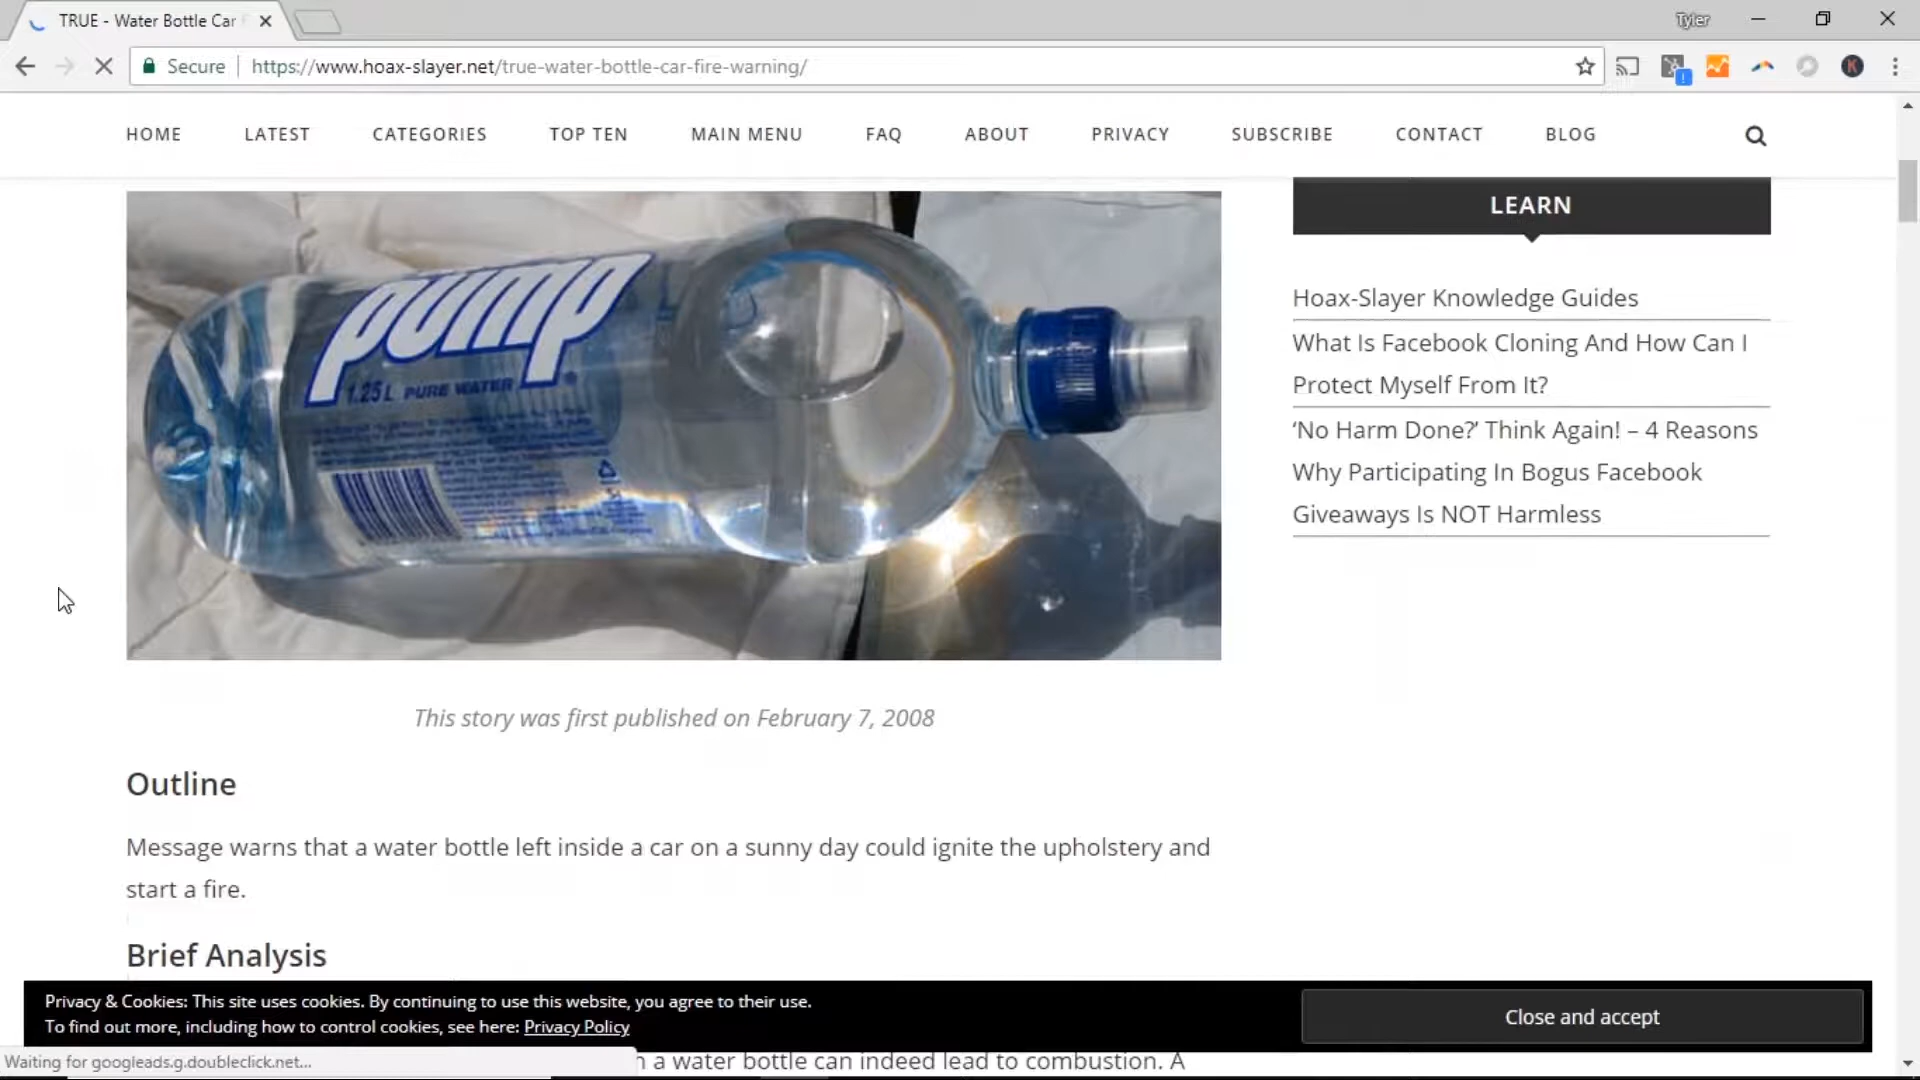 TRUE - Water Bottle Car
Tyler
Secure
https://www.hoax-slayer.net/true-water-bottle-car-fire-warning/
K
HOME LATEST CATEGORIES TOP TEN MAIN MENU FAQ ABOUT PRIVACY SUBSCRIBE CONTACT BLOG
pump
1.25L PURE WATER
This story was first published on February 7, 2008
Outline
Message warns that a water bottle left inside a car on a sunny day could ignite the upholstery and
start a fire.
Brief Analysis
a water bottle can indeed lead to combustion. A
LEARN
Hoax-Slayer Knowledge Guides
What Is Facebook Cloning And How Can I
Protect Myself From It?
‘No Harm Done?’ Think Again! – 4 Reasons
Why Participating In Bogus Facebook
Giveaways Is NOT Harmless
Privacy & Cookies: This site uses cookies. By continuing to use this website, you agree to their use.
To find out more, including how to control cookies, see here: Privacy Policy
Close and accept
Waiting for googleads.g.doubleclick.net...